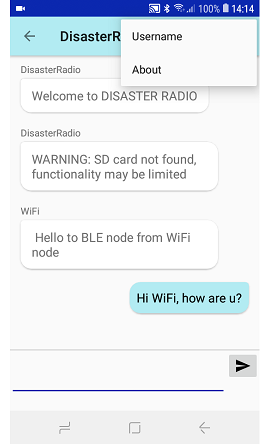 100% 14:14
DisasterR
Username
About
DisasterRadio
Welcome to DISASTER RADIO
DisasterRadio
WARNING: SD card not found,
functionality may be limited
WiFi
Hello to BLE node from WiFi
node
Hi WiFi, how are u?